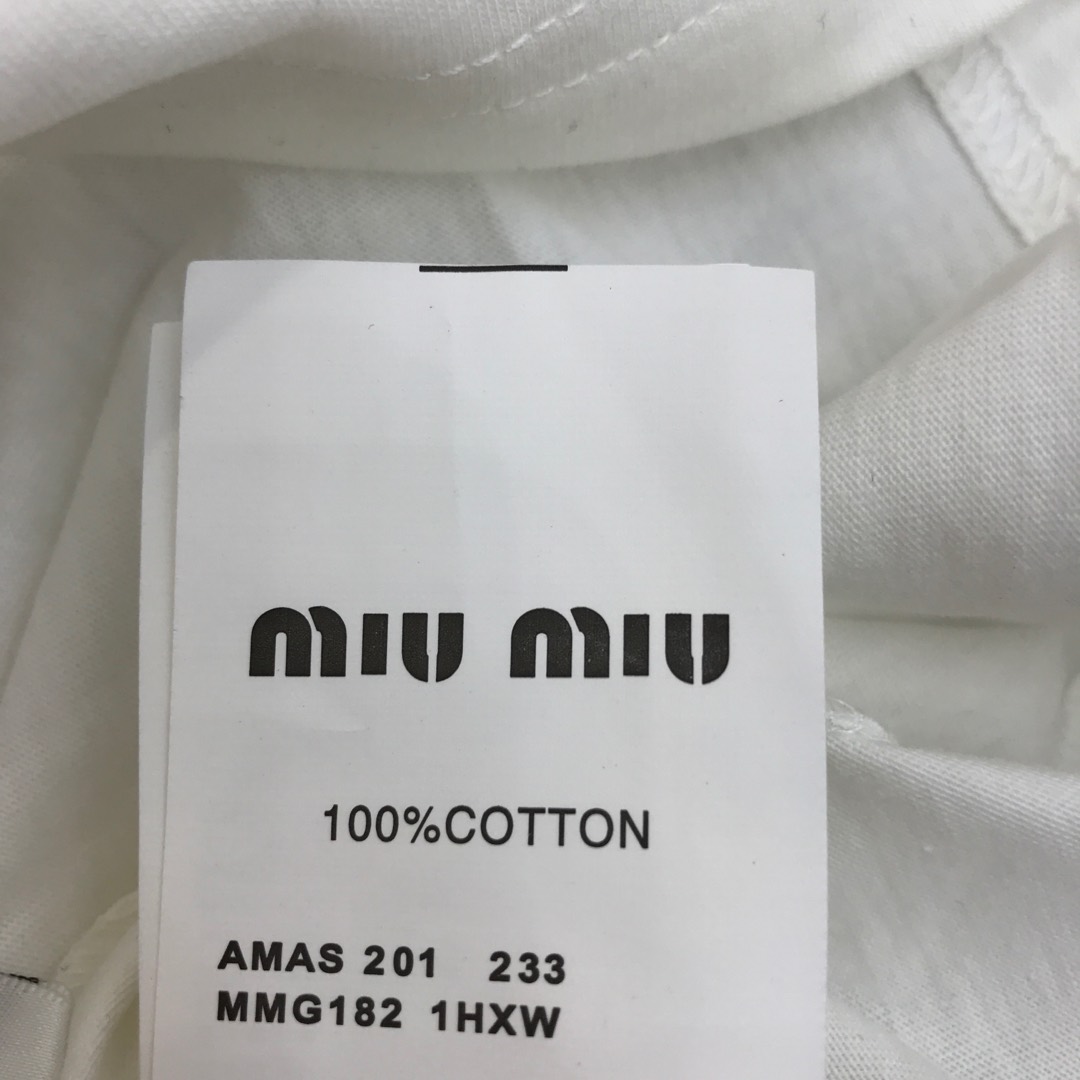 miu miu
100%COTTON
AMAS 201 233
MMG182 1HXW